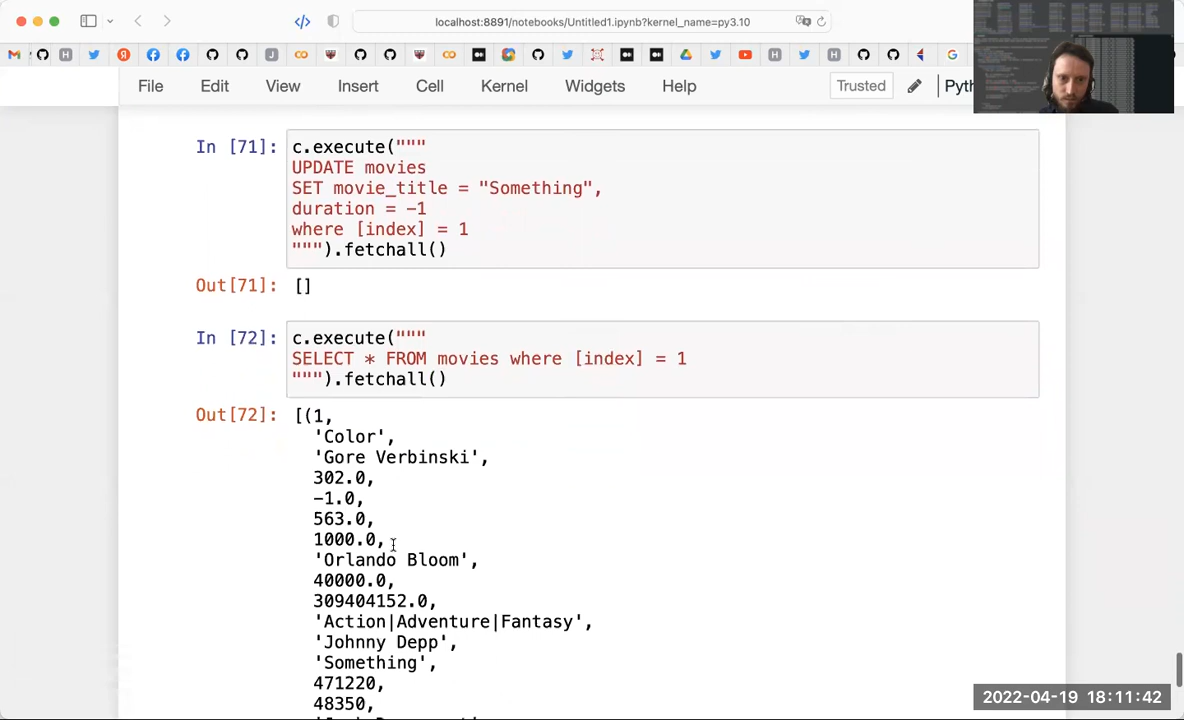 localhost:8891/notebooks/Untitled1.ipynb?kernel_name=py3.10
File Edit View Insert Cell Kernel Widgets Help Trusted Pyth
In [71]: c.execute("""
UPDATE movies
SET movie_title = "Something",
duration = -1
where [index] = 1
""").fetchall()
Out[71]: []
In [72]: c.execute("""
SELECT * FROM movies where [index] = 1
""").fetchall()
Out[72]: [(1,
'Color',
'Gore Verbinski',
302.0,
-1.0,
563.0,
1000.0,
'Orlando Bloom',
40000.0,
309404152.0,
'Action|Adventure|Fantasy',
'Johnny Depp',
'Something',
471220,
48350,
2022-04-19 18:11:42